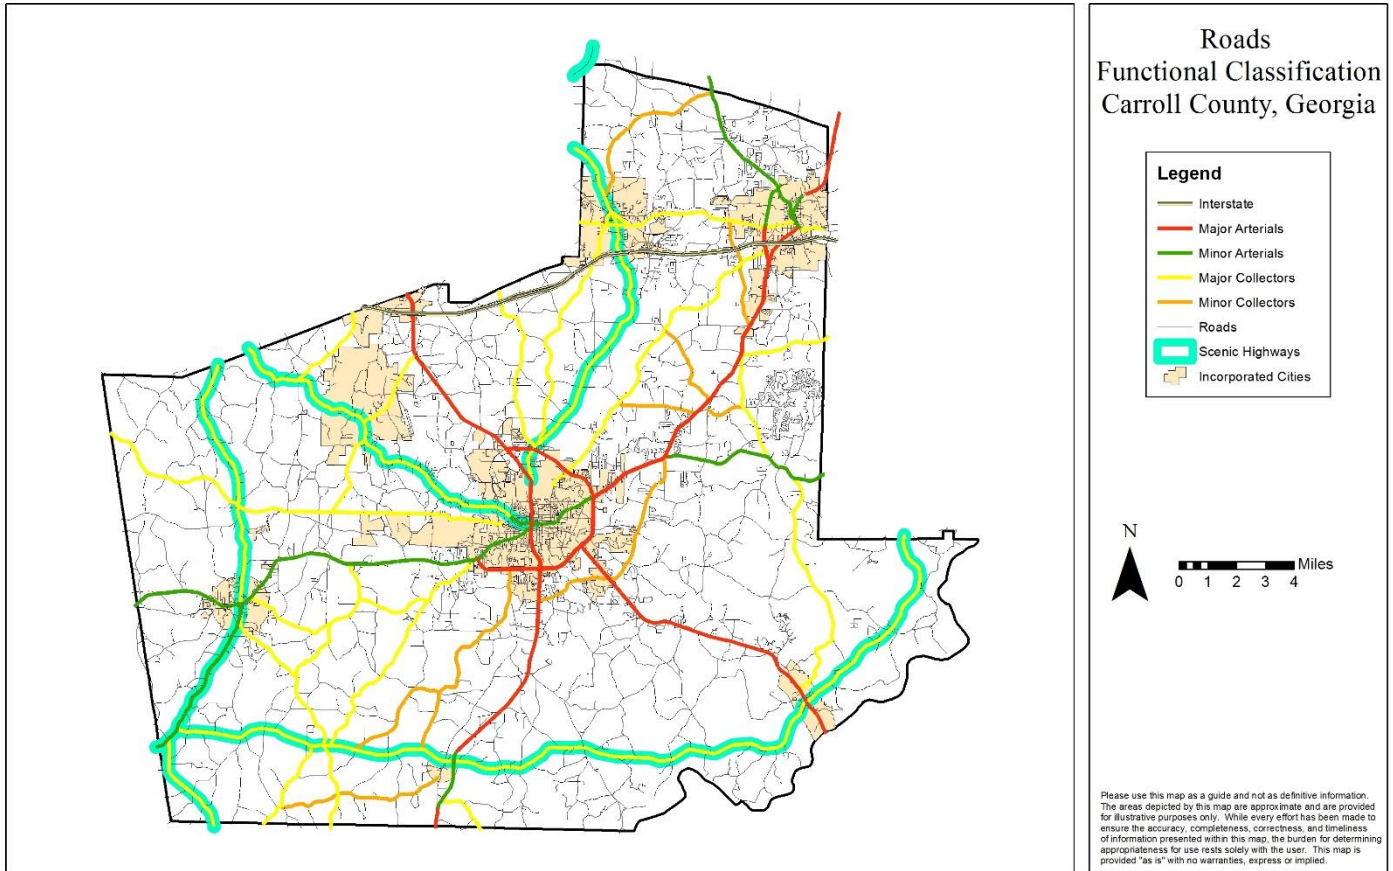 Roads
Functional Classification
Carroll County, Georgia
Legend
Interstate
Major Arterials
Minor Arterials
Major Collectors
Minor Collectors
Roads
Scenic Highways
Incorporated Cities
N
Miles
0 1 2 3 4
Please use this map as a guide and not as definitive information.
The areas depicted by this map are approximate and are provided
for illustrative purposes only. While every effort has been made to
ensure the accuracy, completeness, correctness, and timeliness
of information presented within this map, the burden for determining
appropriateness for use rests solely with the user. This map is
provided "as is" with no warranties, express or implied.